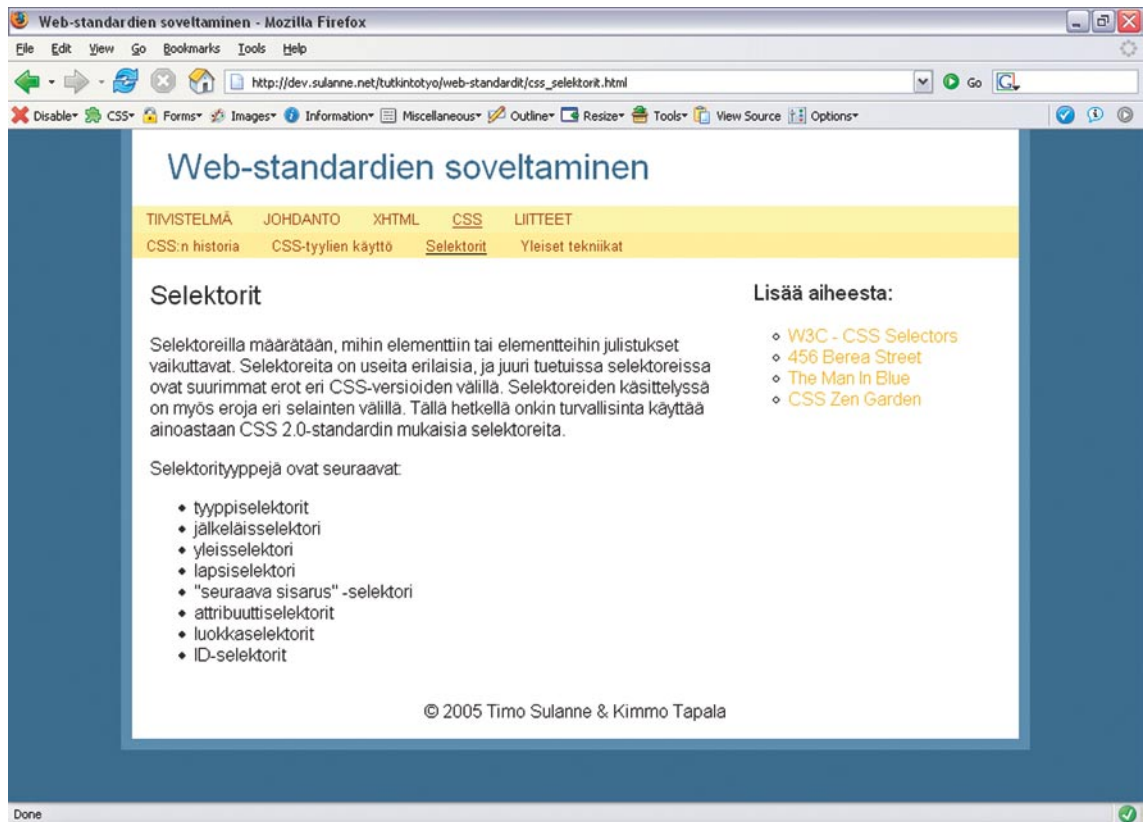 Web-standardien soveltaminen - Mozilla Firefox
File Edit View Go Bookmarks Tools Help
http://dev.sulanne.net/tutkintotyo/web-standardit/css_selektorit.html Go G
Disable CSS Forms Images Information Miscellaneous Outline Resize Tools View Source Options
Web-standardien soveltaminen
TIIVISTELMÄ JOHDANTO XHTML CSS LIITTEET
CSS:n historia CSS-tyylien käyttö Selektorit Yleiset tekniikat
Selektorit
Selektoreilla määrätään, mihin elementtiin tai elementteihin julistukset
vaikuttavat. Selektoreita on useita erilaisia, ja juuri tuetuissa selektoreissa
ovat suurimmat erot eri CSS-versioiden välillä. Selektoreiden käsittelyssä
on myös eroja eri selainten välillä. Tällä hetkellä onkin turvallisinta käyttää
ainoastaan CSS 2.0-standardin mukaisia selektoreita.
Selektorityyppejä ovat seuraavat:
• tyyppiselektorit
• jälkeläisselektori
• yleisselektori
• lapsiselektori
• "seuraava sisarus" -selektori
• attribuuttiselektorit
• luokkaselektorit
• ID-selektorit
Lisää aiheesta:
W3C - CSS Selectors
456 Berea Street
The Man In Blue
CSS Zen Garden
© 2005 Timo Sulanne & Kimmo Tapala
Done